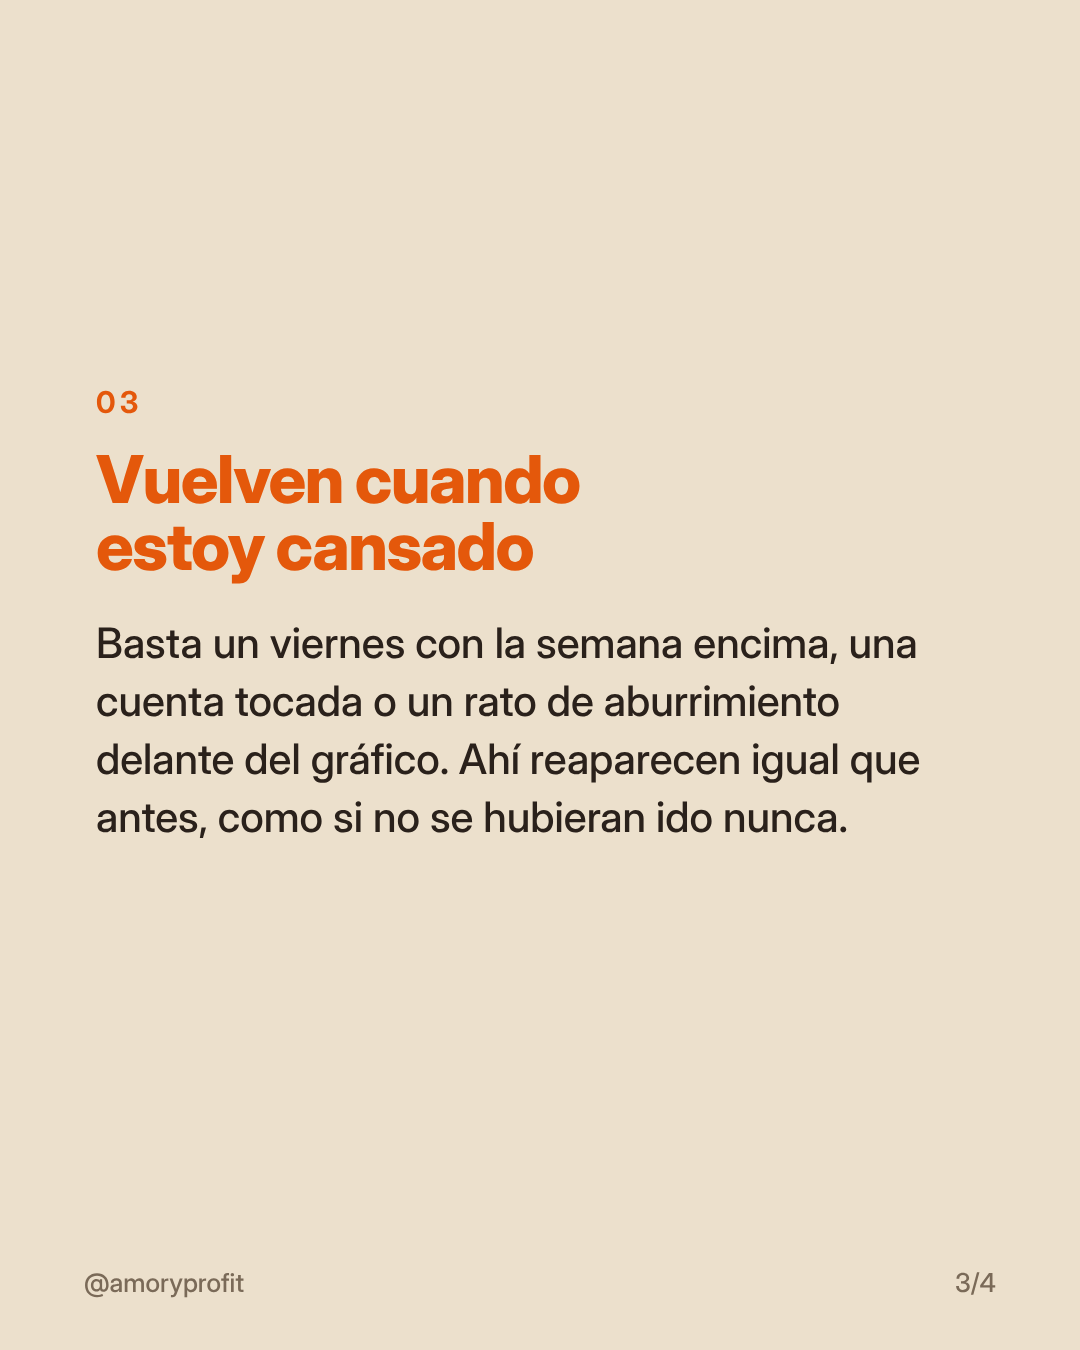 03
Vuelven cuando
estoy cansado
Basta un viernes con la semana encima, una
cuenta tocada o un rato de aburrimiento
delante del gráfico. Ahí reaparecen igual que
antes, como si no se hubieran ido nunca.
@amoryprofit
3/4